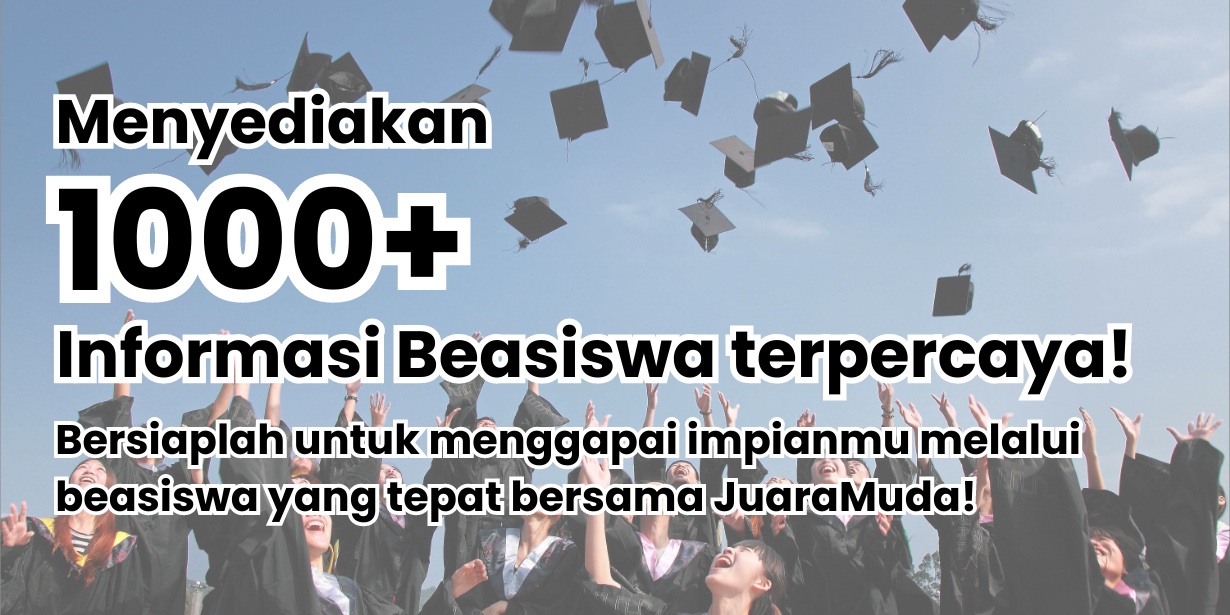 Menyediakan
1000+
Informasi Beasiswa terpercaya!
Bersiaplah untuk menggapai impianmu melalui
beasiswa yang tepat bersama JuaraMuda!